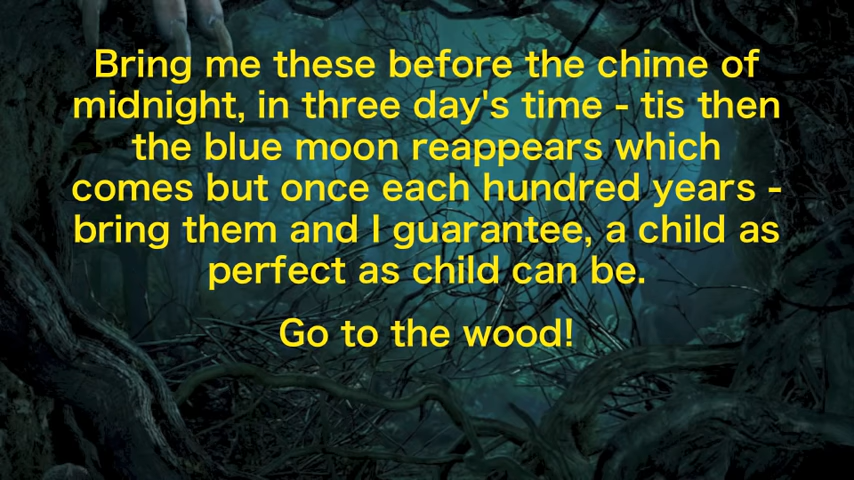 Bring me these before the chime of
midnight, in three day's time - tis then
the blue moon reappears which
comes but once each hundred years -
bring them and I guarantee, a child as
perfect as child can be.
Go to the wood!